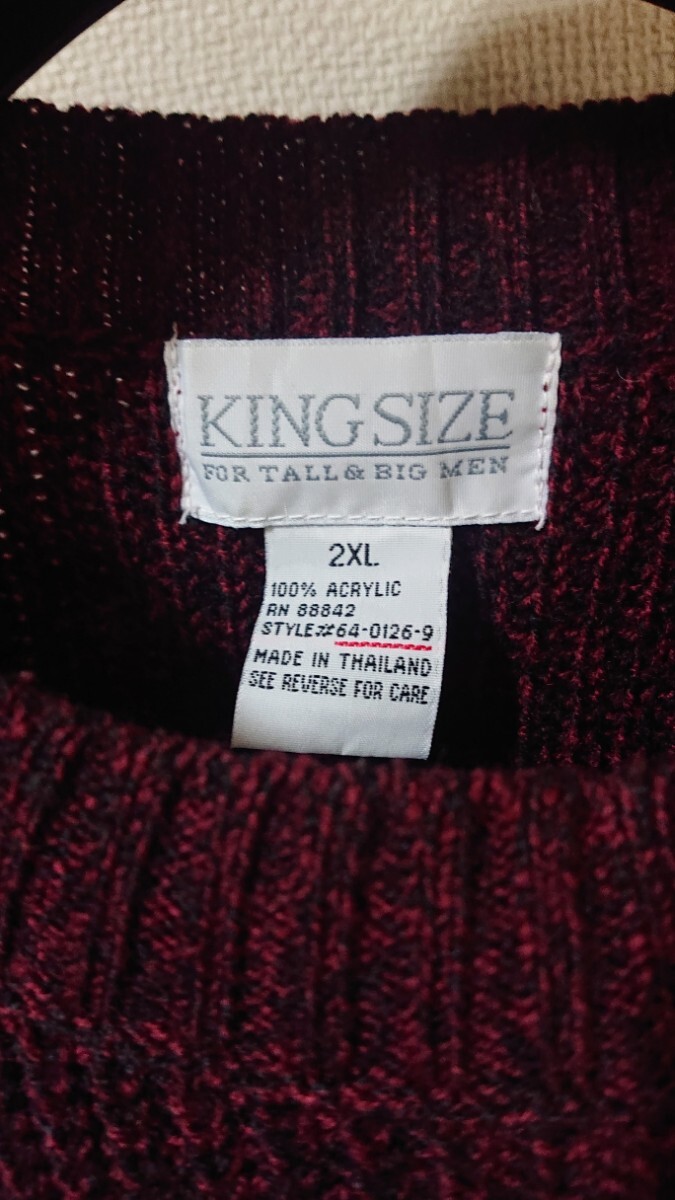 KINGSIZE
FOR TALL & BIG MEN
2XL
100% ACRYLIC
RN 88842
STYLE#64-0126-9
MADE IN THAILAND
SEE REVERSE FOR CARE